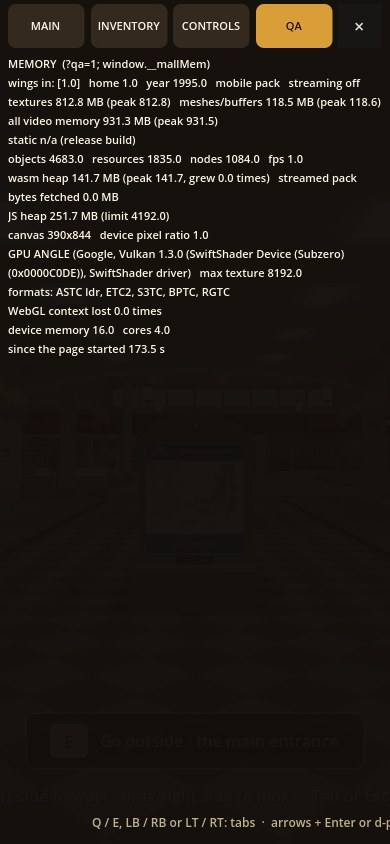 MAIN INVENTORY CONTROLS QA ×
MEMORY (?qa=1; window.__mallMem)
wings in: [1.0] home 1.0 year 1995.0 mobile pack streaming off
textures 812.8 MB (peak 812.8) meshes/buffers 118.5 MB (peak 118.6)
all video memory 931.3 MB (peak 931.5)
static n/a (release build)
objects 4683.0 resources 1835.0 nodes 1084.0 fps 1.0
wasm heap 141.7 MB (peak 141.7, grew 0.0 times) streamed pack
bytes fetched 0.0 MB
JS heap 251.7 MB (limit 4192.0)
canvas 390x844 device pixel ratio 1.0
GPU ANGLE (Google, Vulkan 1.3.0 (SwiftShader Device (Subzero)
(0x0000C0DE)), SwiftShader driver) max texture 8192.0
formats: ASTC ldr, ETC2, S3TC, BPTC, RGTC
WebGL context lost 0.0 times
device memory 16.0 cores 4.0
since the page started 173.5 s
E Go outside · the main entrance
Q / E, LB / RB or LT / RT: tabs · arrows + Enter or d-p